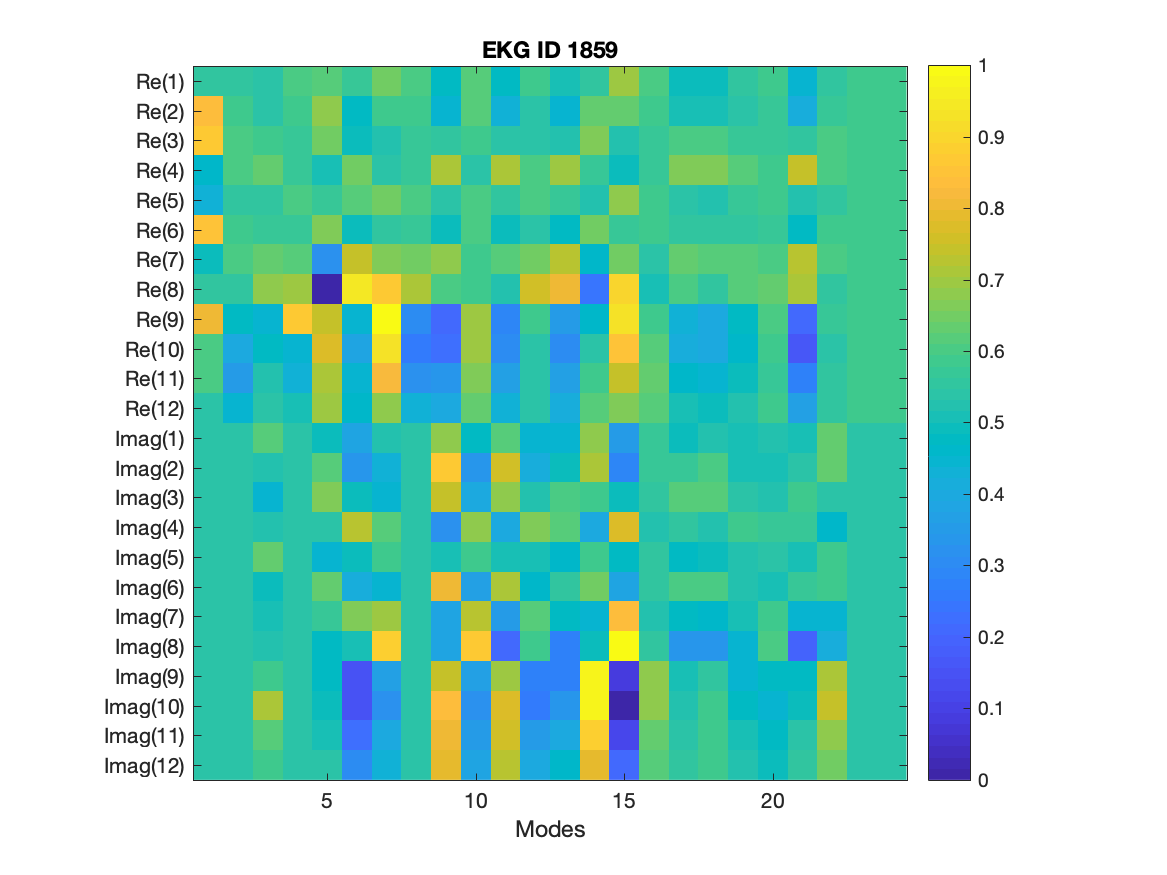 EKG ID 1859
Re(1)
Re(2)
Re(3)
Re(4)
Re(5)
Re(6)
Re(7)
Re(8)
Re(9)
Re(10)
Re(11)
Re(12)
Imag(1)
Imag(2)
Imag(3)
Imag(4)
Imag(5)
Imag(6)
Imag(7)
Imag(8)
Imag(9)
Imag(10)
Imag(11)
Imag(12)
5 10 15 20
Modes
1
0.9
0.8
0.7
0.6
0.5
0.4
0.3
0.2
0.1
0